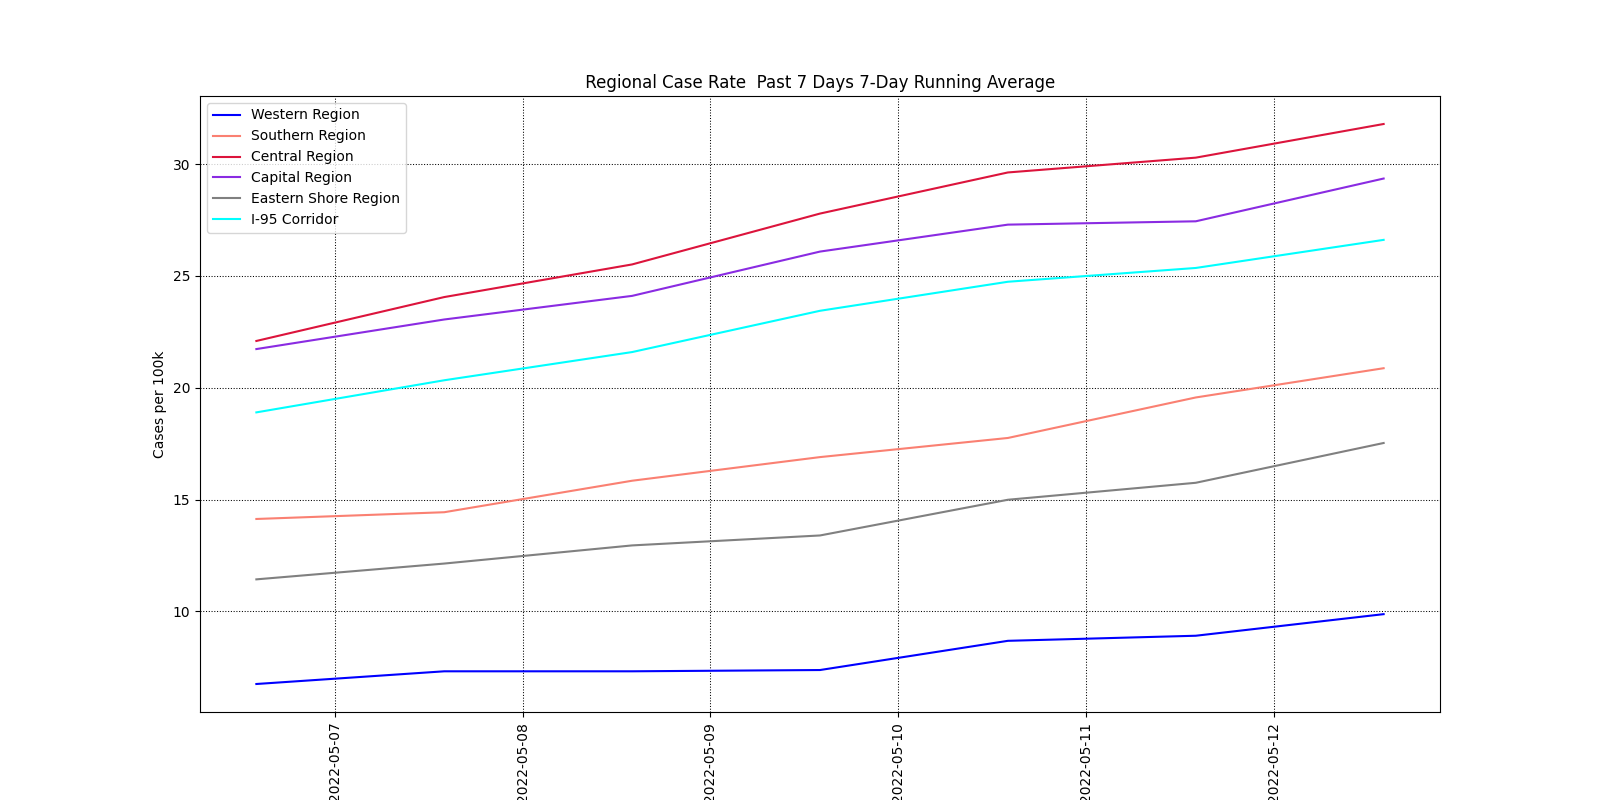 Regional Case Rate  Past 7 Days 7-Day Running Average
Western Region
Southern Region
Central Region
Capital Region
Eastern Shore Region
I-95 Corridor
Cases per 100k
30
25
20
15
10
2022-05-07
2022-05-08
2022-05-09
2022-05-10
2022-05-11
2022-05-12